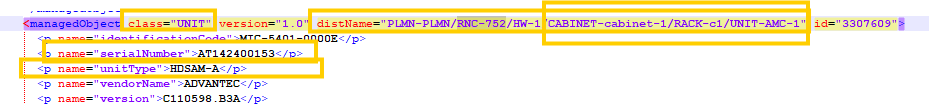 <managedObject class="UNIT" version="1.0" distName="PLMN-PLMN/RNC-752/HW-1/CABINET-cabinet-1/RACK-c1/UNIT-AMC-1" id="3307609">
<p name="identificationCode">MIC-5401-0000E</p>
<p name="serialNumber">AT142400153</p>
<p name="unitType">HDSAM-A</p>
<p name="vendorName">ADVANTEC</p>
<p name="version">C110598.B3A</p>